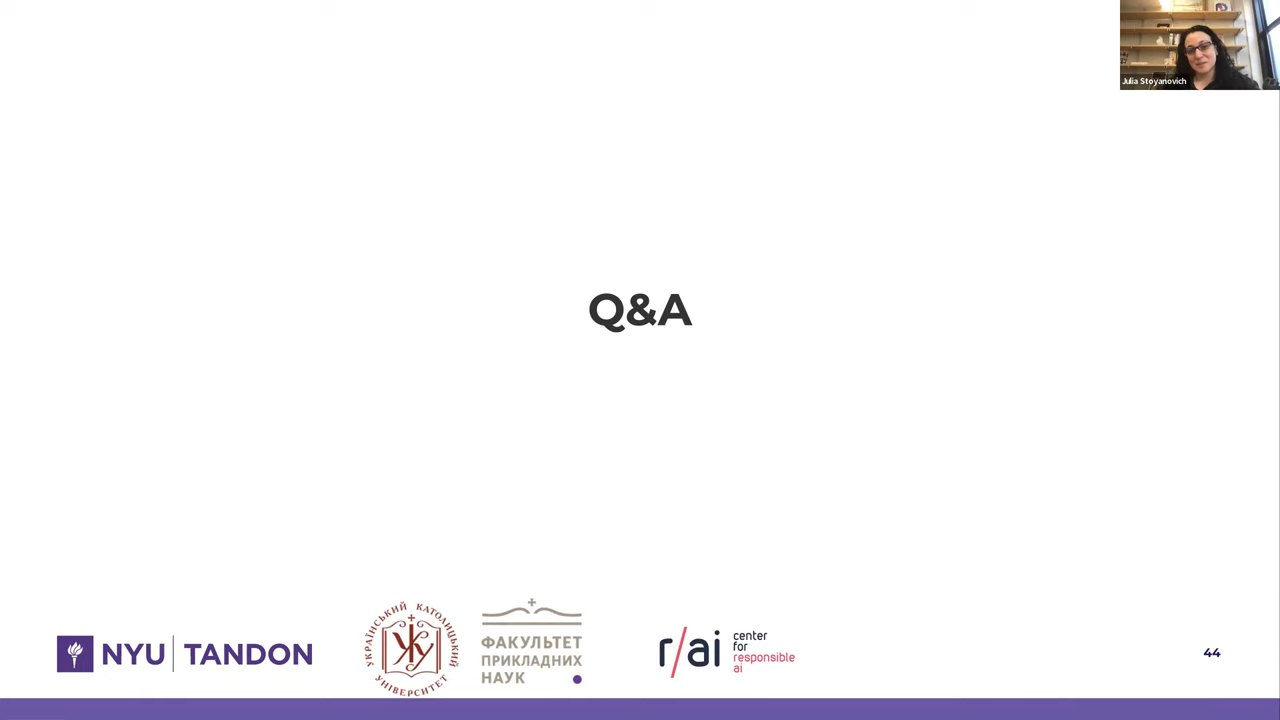 Julia Stoyanovich
Q&A
NYU TANDON
УКРАЇНСЬКИЙ КАТОЛИЦЬКИЙ
УНІВЕРСИТЕТ
ФАКУЛЬТЕТ
ПРИКЛАДНИХ
НАУК
r/ai
center
for
responsible
ai
44